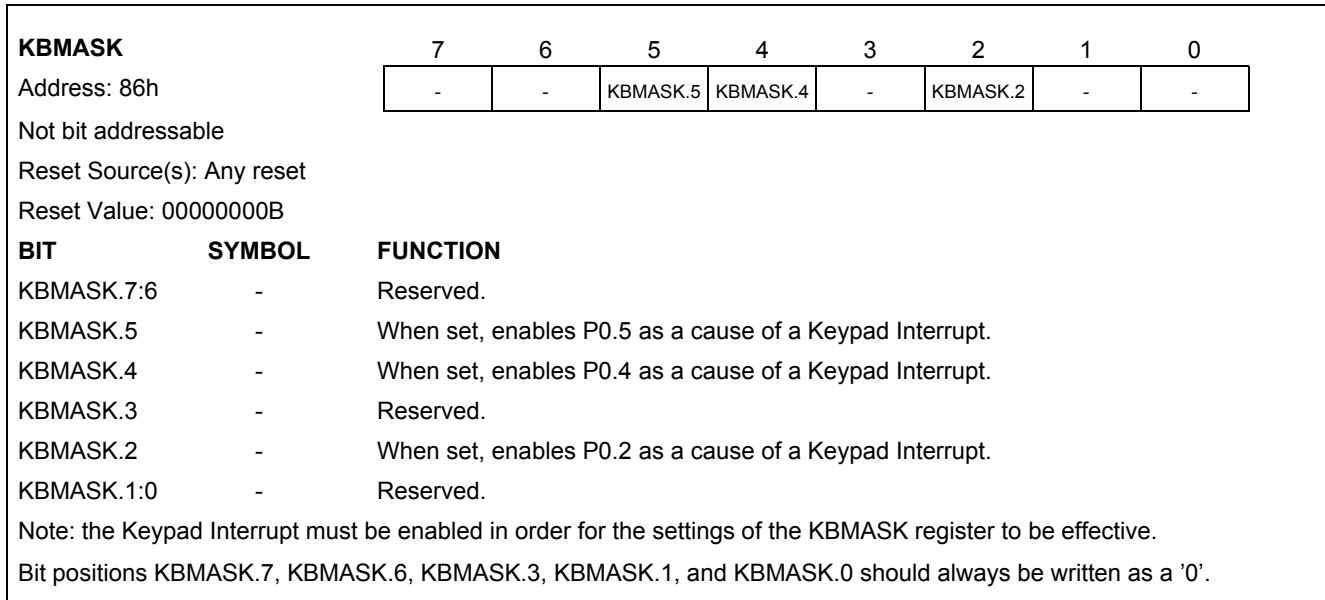 KBMASK 7 6 5 4 3 2 1 0
Address: 86h - - KBMASK.5 KBMASK.4 - KBMASK.2 - -
Not bit addressable
Reset Source(s): Any reset
Reset Value: 00000000B
BIT SYMBOL FUNCTION
KBMASK.7:6 - Reserved.
KBMASK.5 - When set, enables P0.5 as a cause of a Keypad Interrupt.
KBMASK.4 - When set, enables P0.4 as a cause of a Keypad Interrupt.
KBMASK.3 - Reserved.
KBMASK.2 - When set, enables P0.2 as a cause of a Keypad Interrupt.
KBMASK.1:0 - Reserved.
Note: the Keypad Interrupt must be enabled in order for the settings of the KBMASK register to be effective.
Bit positions KBMASK.7, KBMASK.6, KBMASK.3, KBMASK.1, and KBMASK.0 should always be written as a ’0’.